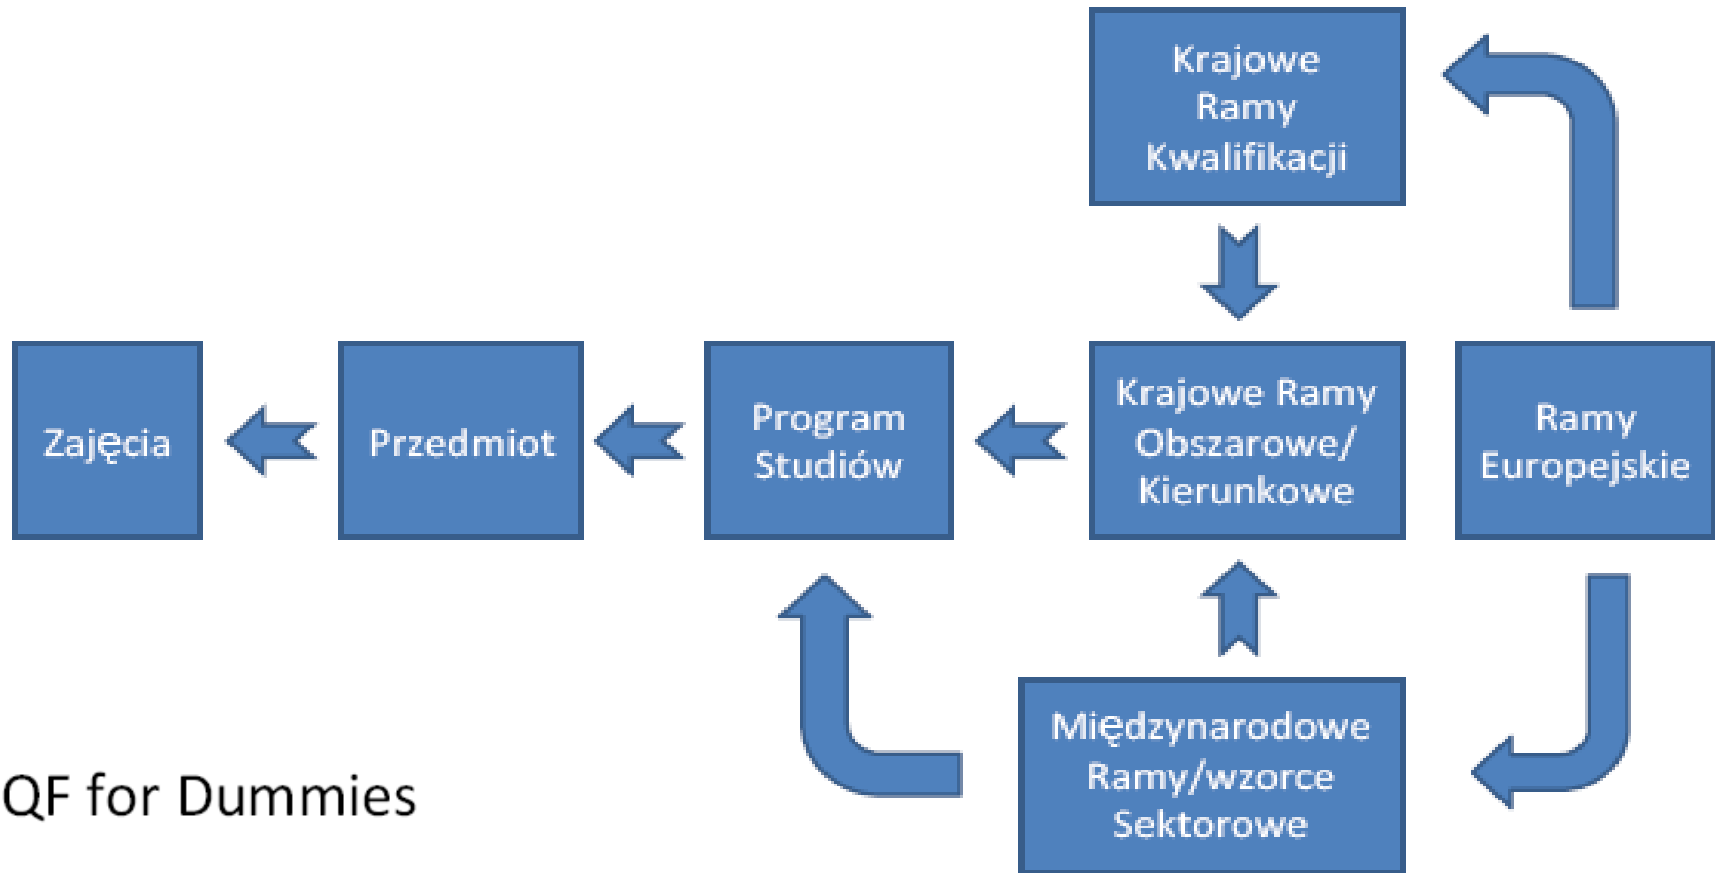 Krajowe
Ramy
Kwalifikacji
Zajęcia
Przedmiot
Program
Studiów
Krajowe Ramy
Obszarowe/
Kierunkowe
Ramy
Europejskie
Międzynarodowe
Ramy/wzorce
Sektorowe
QF for Dummies